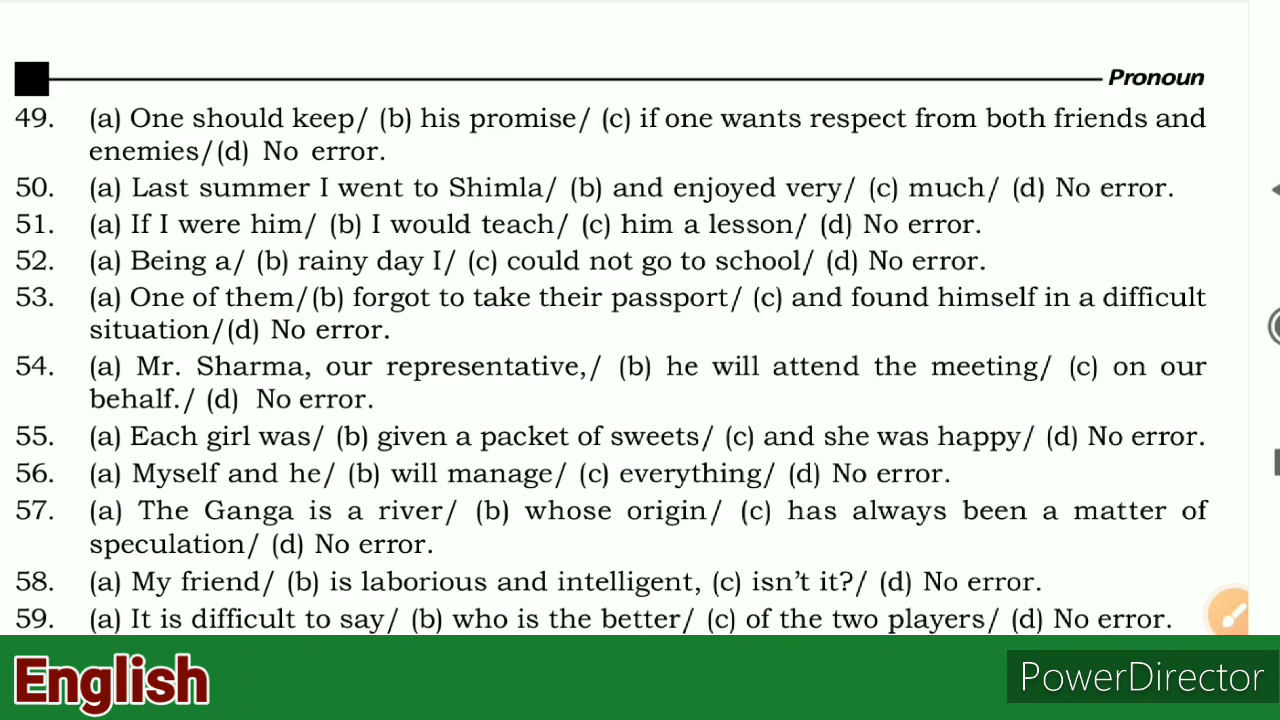 Pronoun
49. (a) One should keep/ (b) his promise/ (c) if one wants respect from both friends and
enemies/(d) No error.
50. (a) Last summer I went to Shimla/ (b) and enjoyed very/ (c) much/ (d) No error.
51. (a) If I were him/ (b) I would teach/ (c) him a lesson/ (d) No error.
52. (a) Being a/ (b) rainy day I/ (c) could not go to school/ (d) No error.
53. (a) One of them/(b) forgot to take their passport/ (c) and found himself in a difficult
situation/(d) No error.
54. (a) Mr. Sharma, our representative,/ (b) he will attend the meeting/ (c) on our
behalf./ (d) No error.
55. (a) Each girl was/ (b) given a packet of sweets/ (c) and she was happy/ (d) No error.
56. (a) Myself and he/ (b) will manage/ (c) everything/ (d) No error.
57. (a) The Ganga is a river/ (b) whose origin/ (c) has always been a matter of
speculation/ (d) No error.
58. (a) My friend/ (b) is laborious and intelligent, (c) isn't it?/ (d) No error.
59. (a) It is difficult to say/ (b) who is the better/ (c) of the two players/ (d) No error.
English
PowerDirector